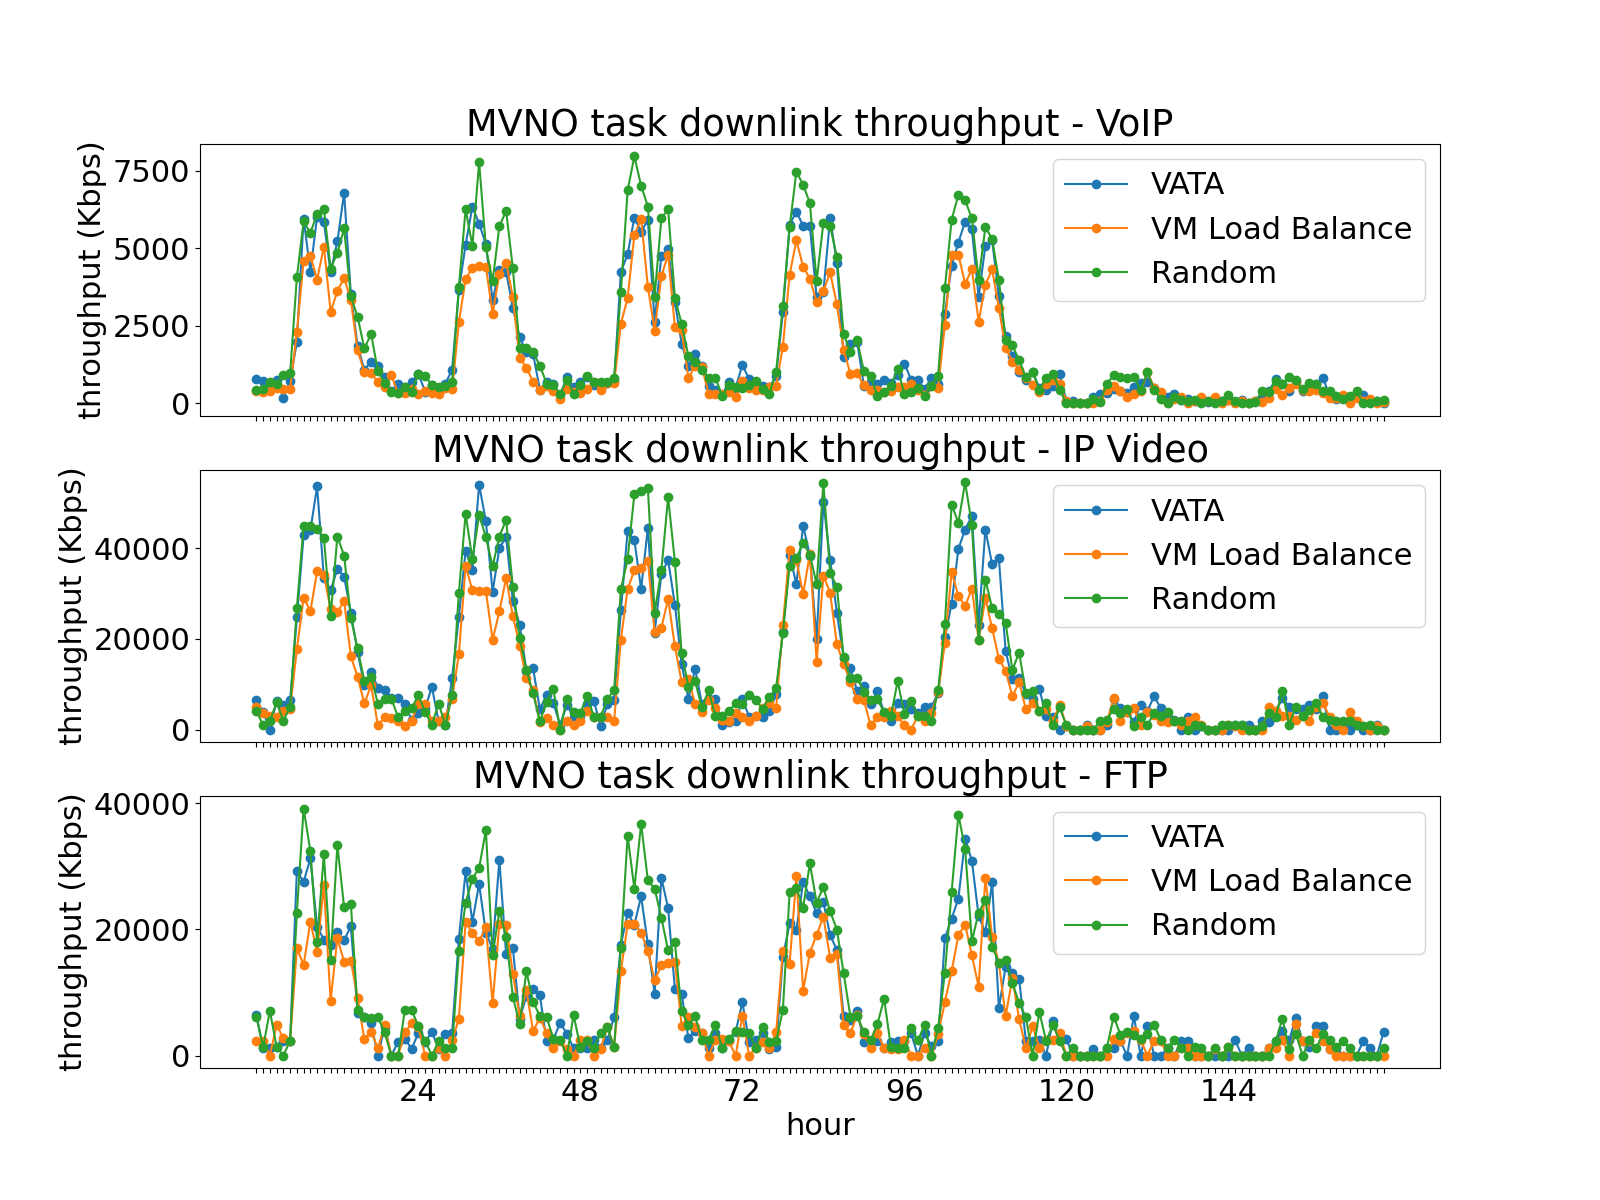 MVNO task downlink throughput - VoIP
throughput (Kbps)
7500
5000
2500
0
VATA
VM Load Balance
Random
MVNO task downlink throughput - IP Video
throughput (Kbps)
40000
20000
0
VATA
VM Load Balance
Random
MVNO task downlink throughput - FTP
throughput (Kbps)
40000
20000
0
VATA
VM Load Balance
Random
24 48 72 96 120 144
hour